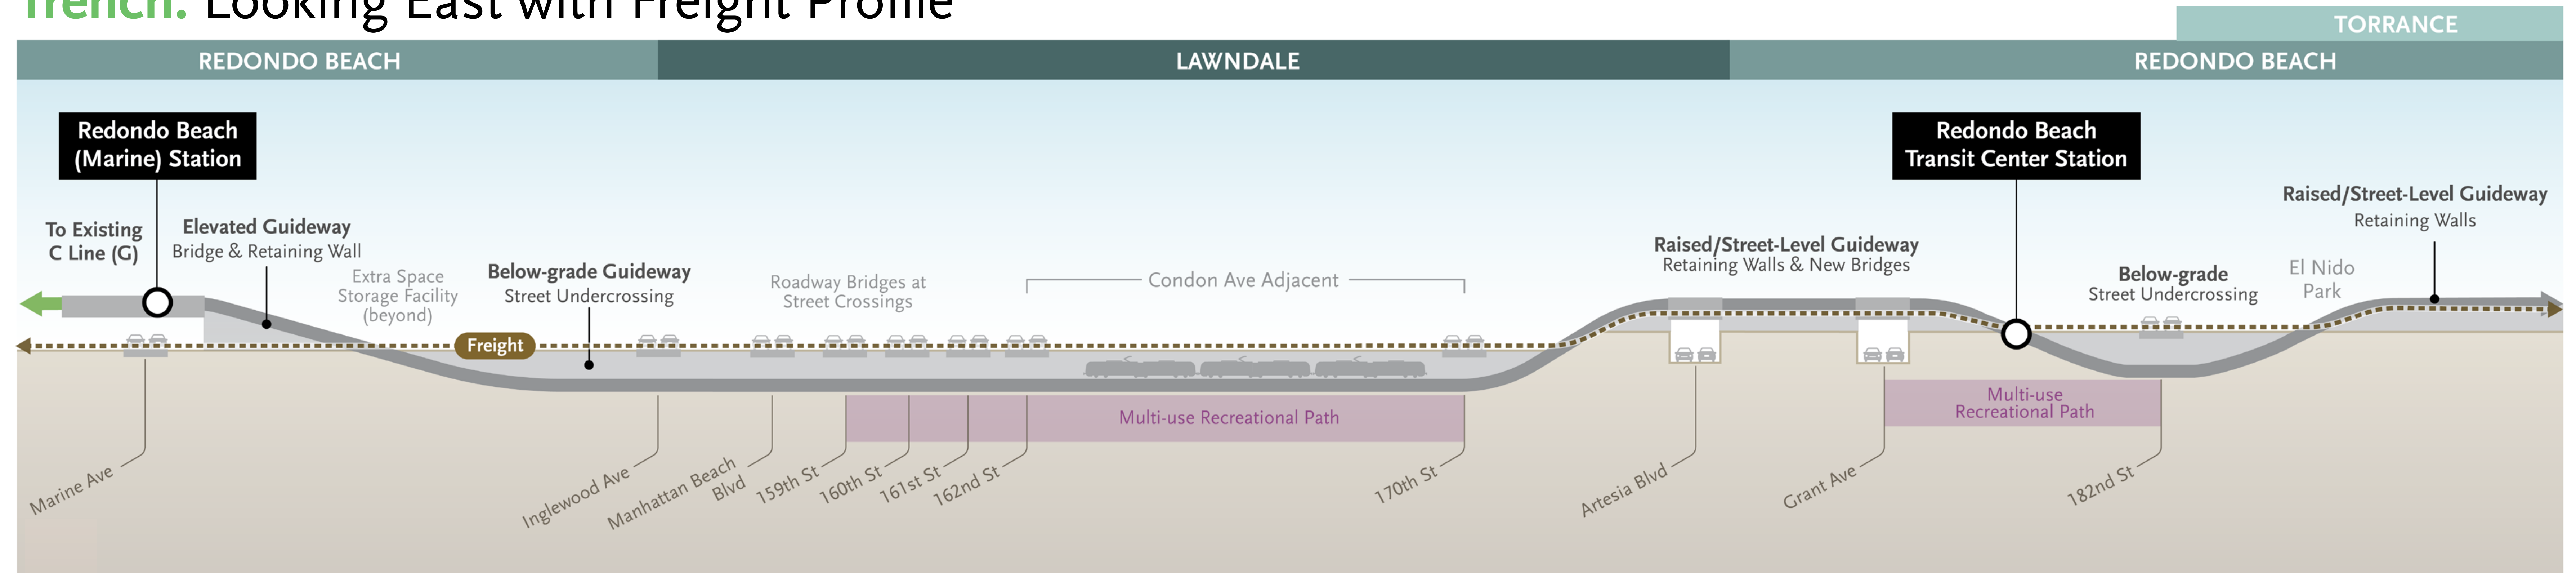 Trench: Looking East with Freight Profile
TORRANCE
REDONDO BEACH
LAWNDALE
REDONDO BEACH
Redondo Beach
(Marine) Station
Redondo Beach
Transit Center Station
To Existing
C Line (G)
Elevated Guideway
Bridge & Retaining Wall
Extra Space
Storage Facility
(beyond)
Below-grade Guideway
Street Undercrossing
Roadway Bridges at
Street Crossings
Condon Ave Adjacent
Raised/Street-Level Guideway
Retaining Walls & New Bridges
Below-grade
Street Undercrossing
El Nido
Park
Raised/Street-Level Guideway
Retaining Walls
Freight
Multi-use Recreational Path
Multi-use
Recreational Path
Marine Ave
Inglewood Ave
Manhattan Beach
Blvd
159th St
160th St
161st St
162nd St
170th St
Artesia Blvd
Grant Ave
182nd St